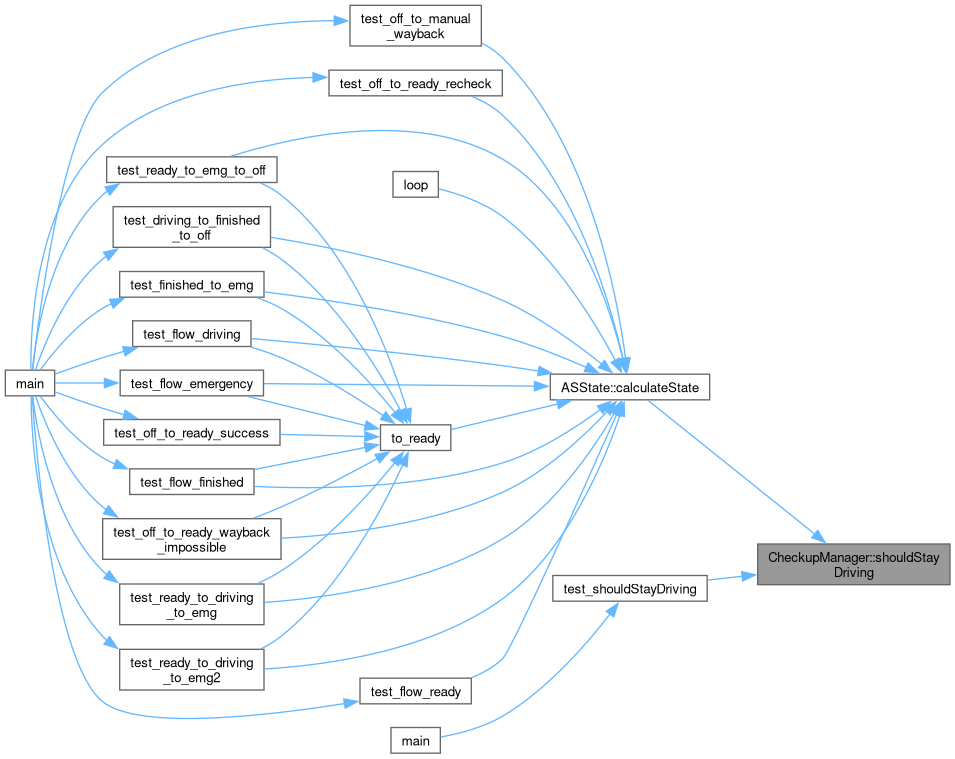 test_off_to_manual
_wayback
test_off_to_ready_recheck
test_ready_to_emg_to_off
loop
test_driving_to_finished
_to_off
test_finished_to_emg
test_flow_driving
main
test_flow_emergency
ASState::calculateState
test_off_to_ready_success
to_ready
test_flow_finished
test_off_to_ready_wayback
_impossible
CheckupManager::shouldStay
Driving
test_ready_to_driving
_to_emg
test_shouldStayDriving
test_ready_to_driving
_to_emg2
test_flow_ready
main